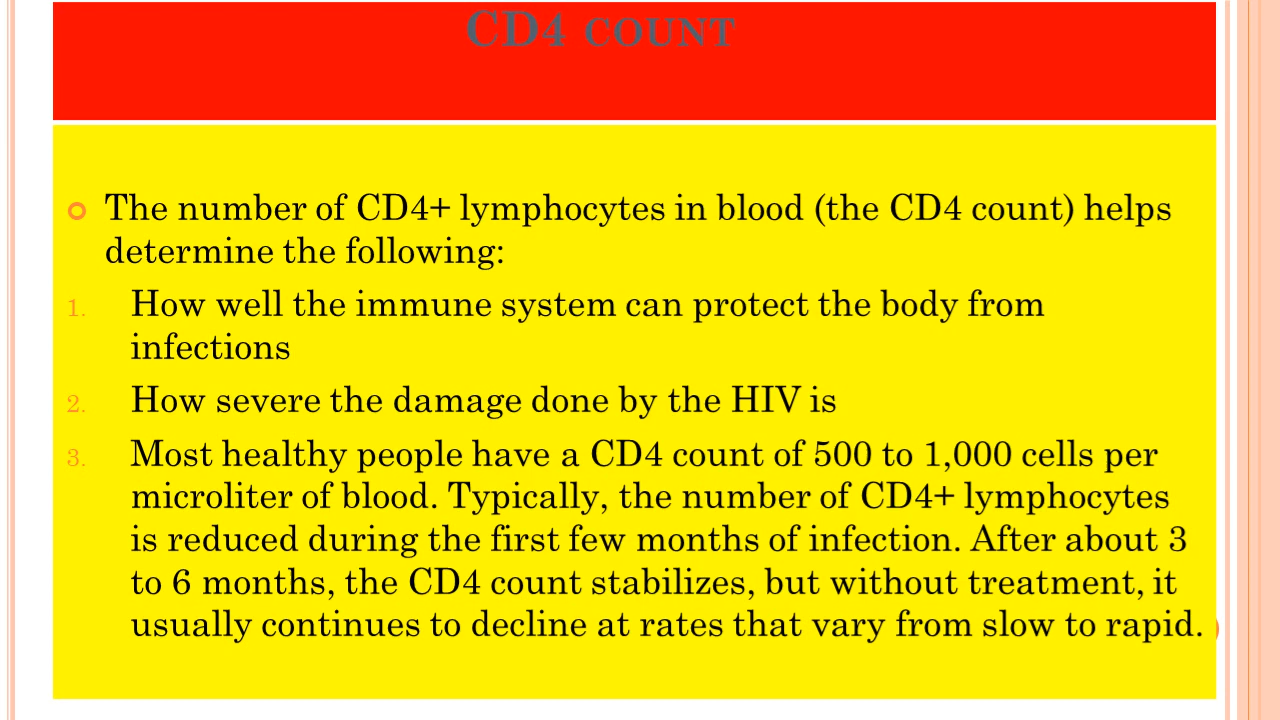 CD4 COUNT
The number of CD4+ lymphocytes in blood (the CD4 count) helps
determine the following:
1. How well the immune system can protect the body from
infections
2. How severe the damage done by the HIV is
3. Most healthy people have a CD4 count of 500 to 1,000 cells per
microliter of blood. Typically, the number of CD4+ lymphocytes
is reduced during the first few months of infection. After about 3
to 6 months, the CD4 count stabilizes, but without treatment, it
usually continues to decline at rates that vary from slow to rapid.